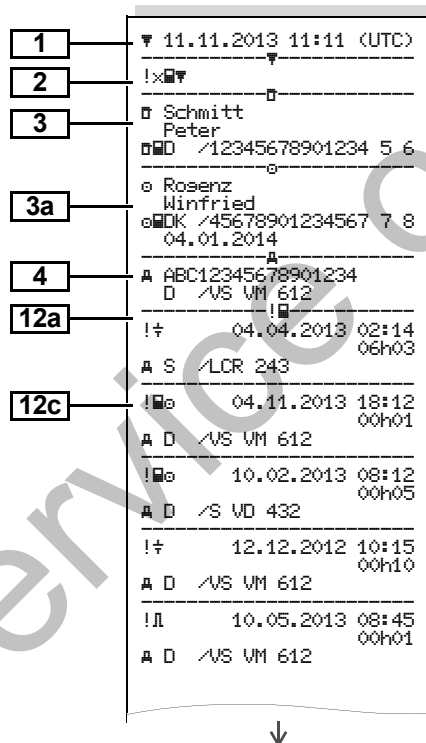 1
▼ 11.11.2013 11:11 (UTC)
2
!x▼
3
Schmitt
Peter
D /12345678901234 5 6
3a
o Rogenz
Winfried
oDK /45678901234567 7 8
04.01.2014
4
A ABC12345678901234
D /VS VM 612
12a
!
!÷ 04.04.2013 02:14
06h03
A S /LCR 243
12c
!o 04.11.2013 18:12
00h01
A D /VS VM 612
!o 10.02.2013 08:12
00h05
A D /S VD 432
!÷ 12.12.2012 10:15
00h10
A D /VS VM 612
!Л 10.05.2013 08:45
00h01
A D /VS VM 612
↓